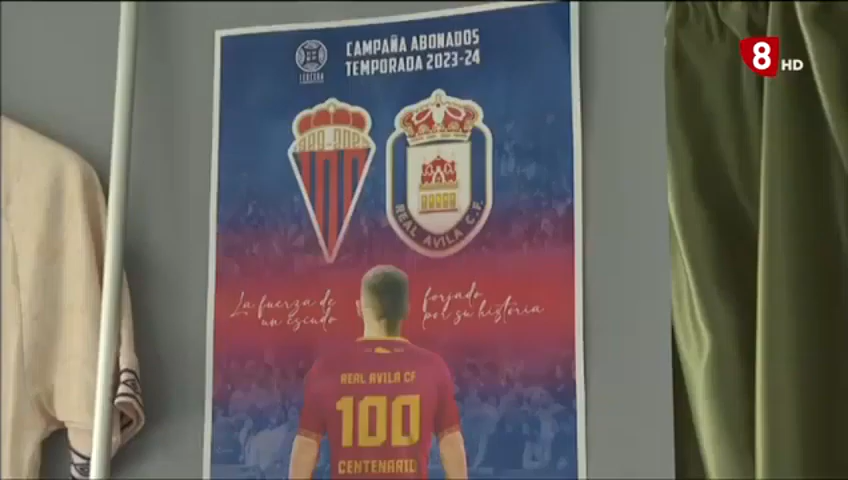 CAMPAÑA ABONADOS
TEMPORADA 2023-24
8 HD
TERCERA
REAL AVILA C.F.
La fuerza de
un escudo
forjado
por su historia
REAL AVILA CF
100
CENTENARIO